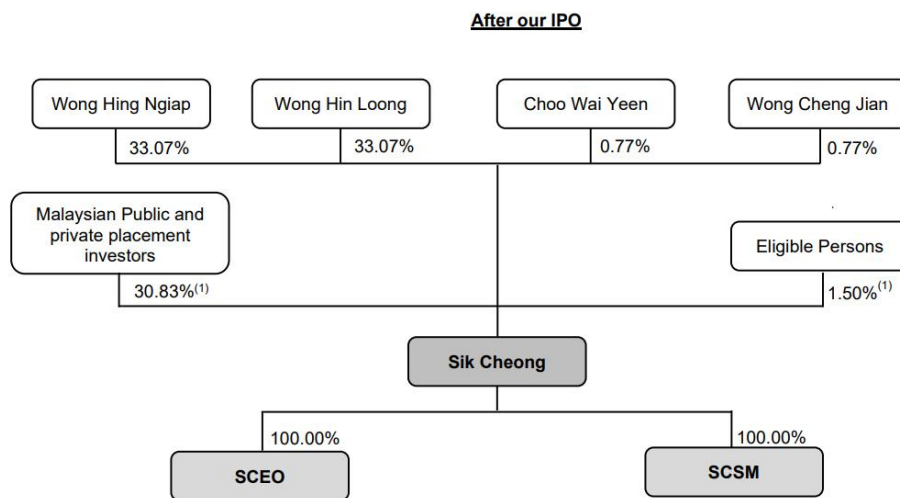 After our IPO
Wong Hing Ngiap
Wong Hin Loong
Choo Wai Yeen
Wong Cheng Jian
33.07%
33.07%
0.77%
0.77%
Malaysian Public and
private placement
investors
Eligible Persons
30.83%(1)
1.50%(1)
Sik Cheong
100.00%
100.00%
SCEO
SCSM